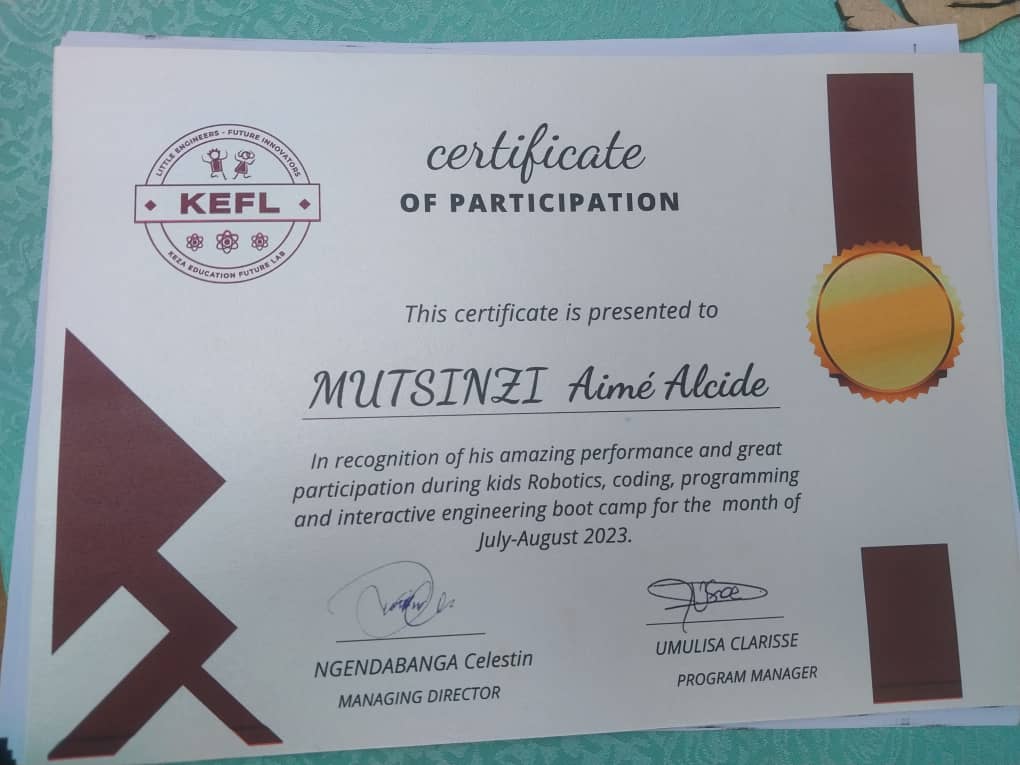 LITTLE ENGINEERS - FUTURE INNOVATORS
KEFL
KEZA EDUCATION FUTURE LAB
certificate
OF PARTICIPATION
This certificate is presented to
MUTSINZI Aimé Alcide
In recognition of his amazing performance and great
participation during kids Robotics, coding, programming
and interactive engineering boot camp for the month of
July-August 2023.
NGENDABANGA Celestin
MANAGING DIRECTOR
UMULISA CLARISSE
PROGRAM MANAGER